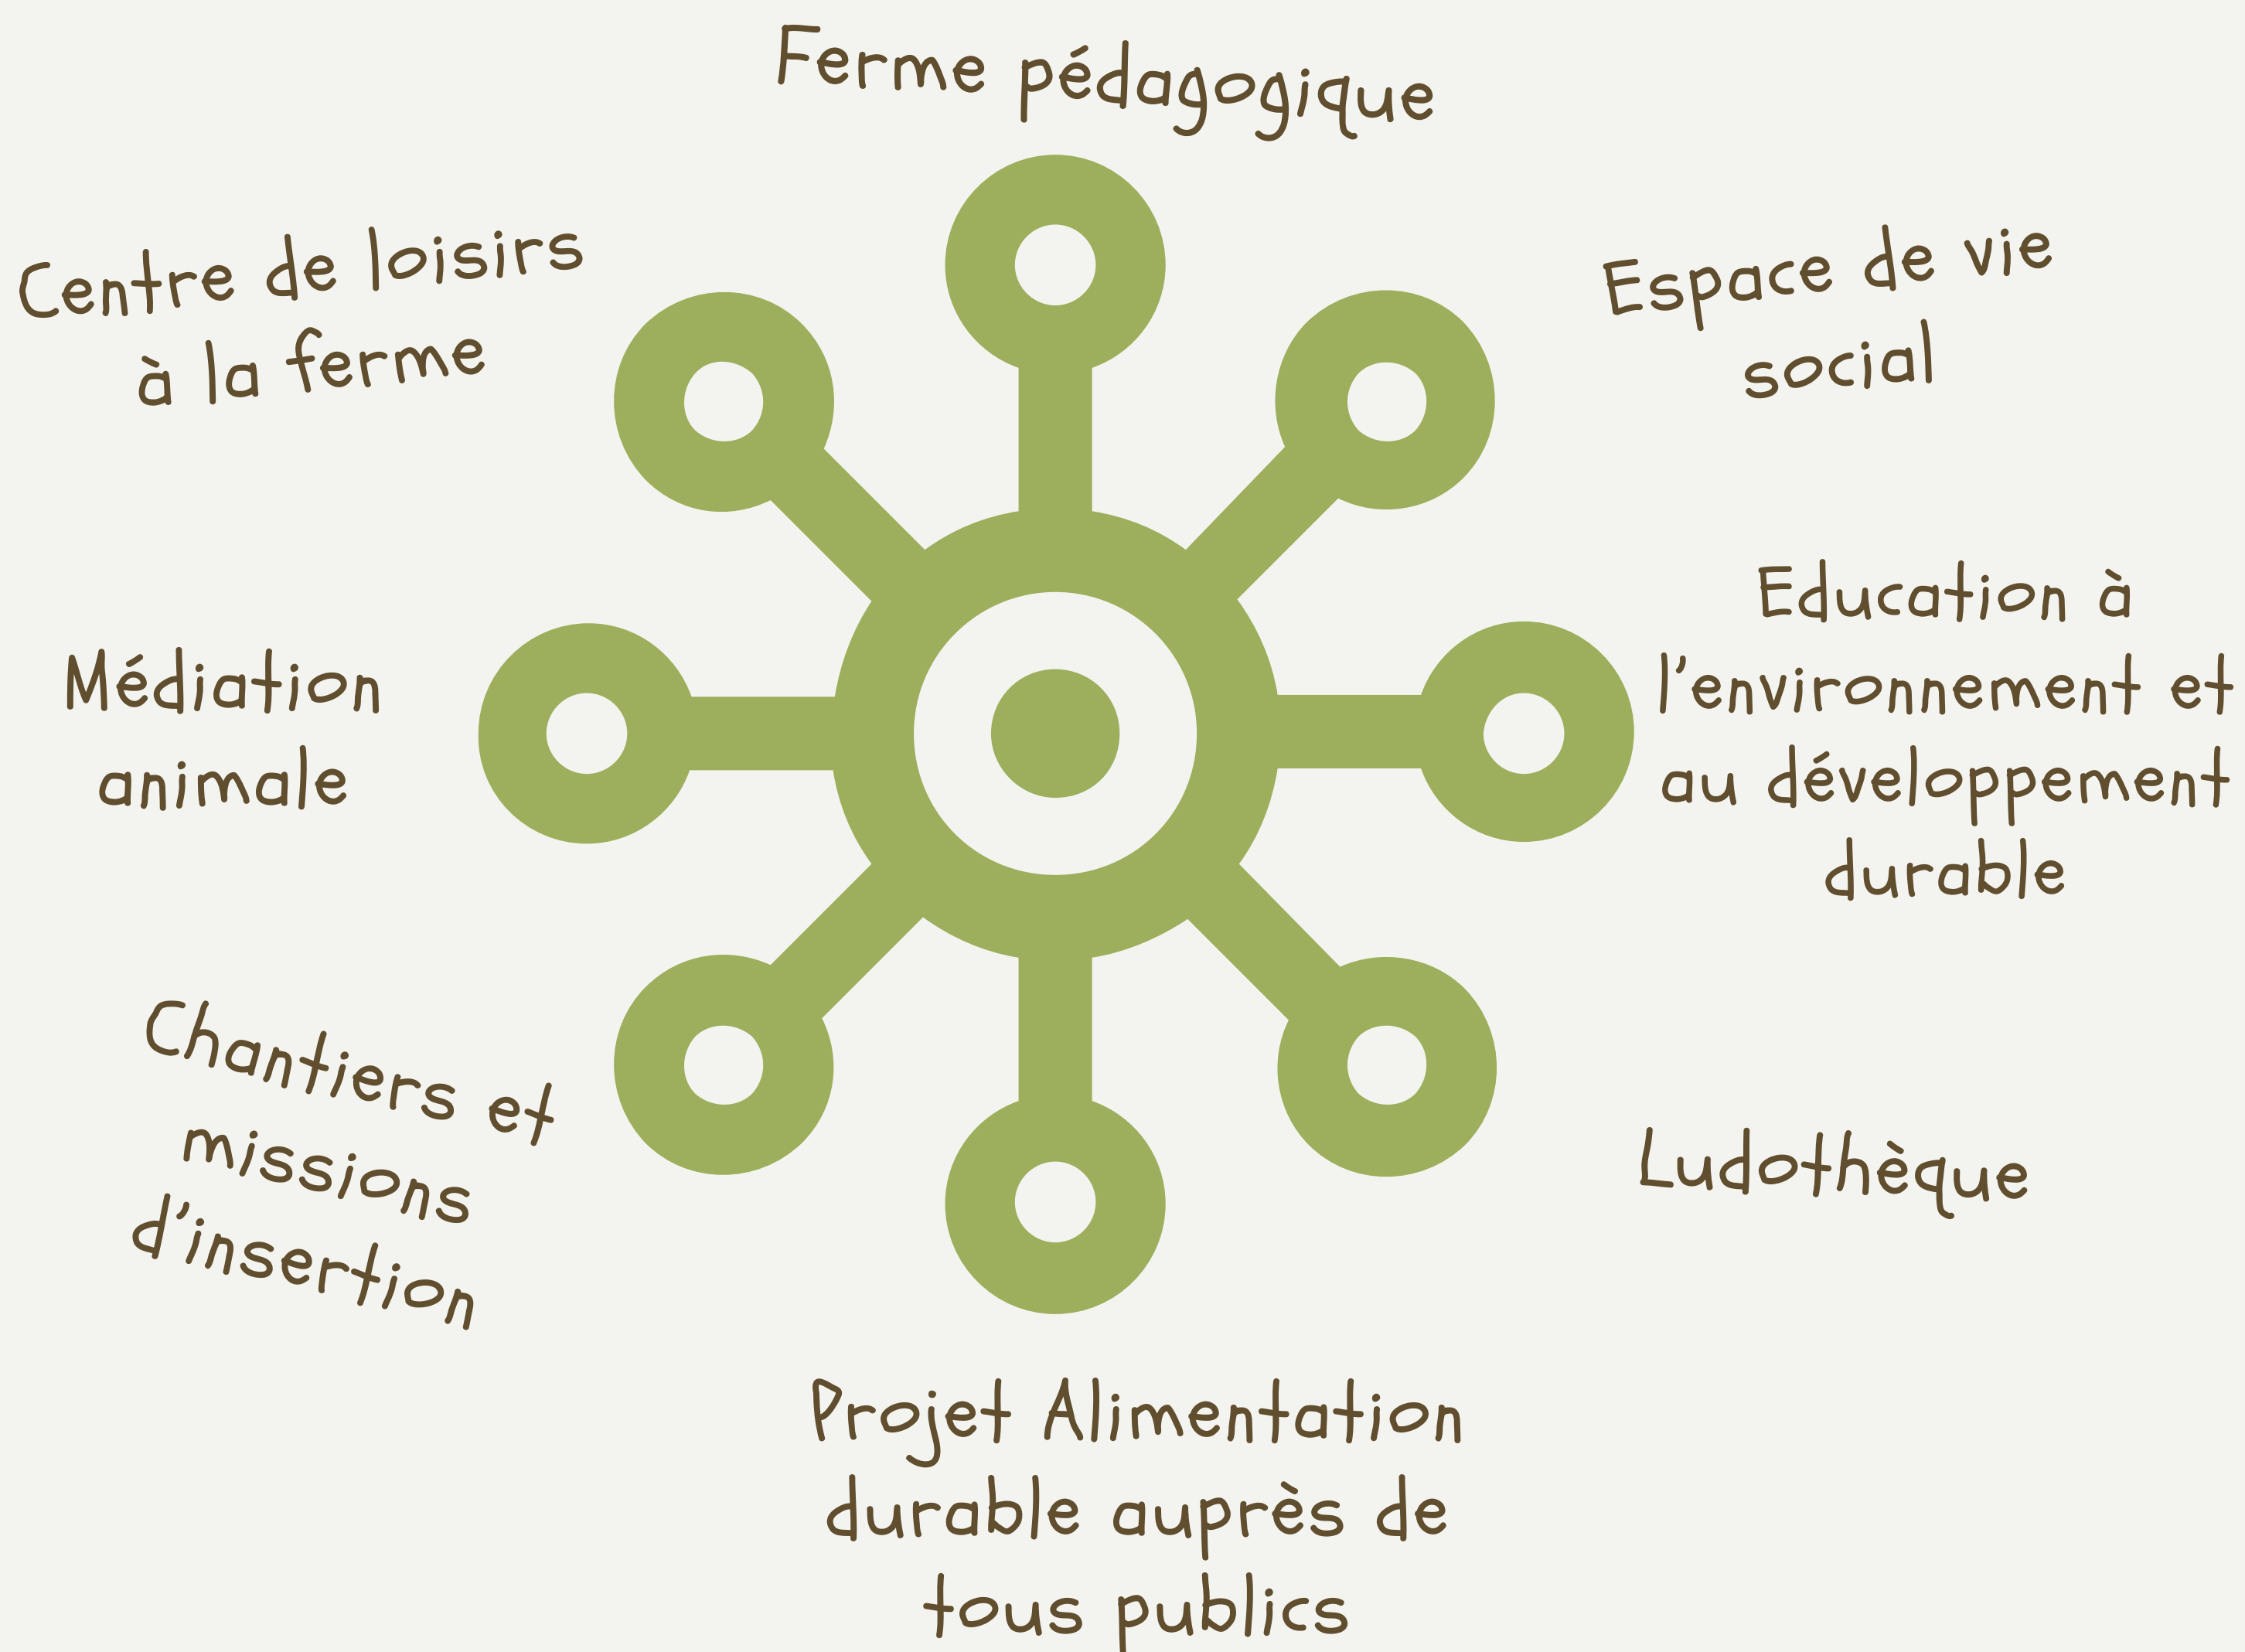 Ferme pédagogique
Centre de loisirs
à la ferme
Espace de vie
social
Education à
l'environnement et
au développement
durable
Médiation
animale
Chantiers et
missions
d'insertion
Ludothèque
Projet Alimentation
durable auprès de
tous publics